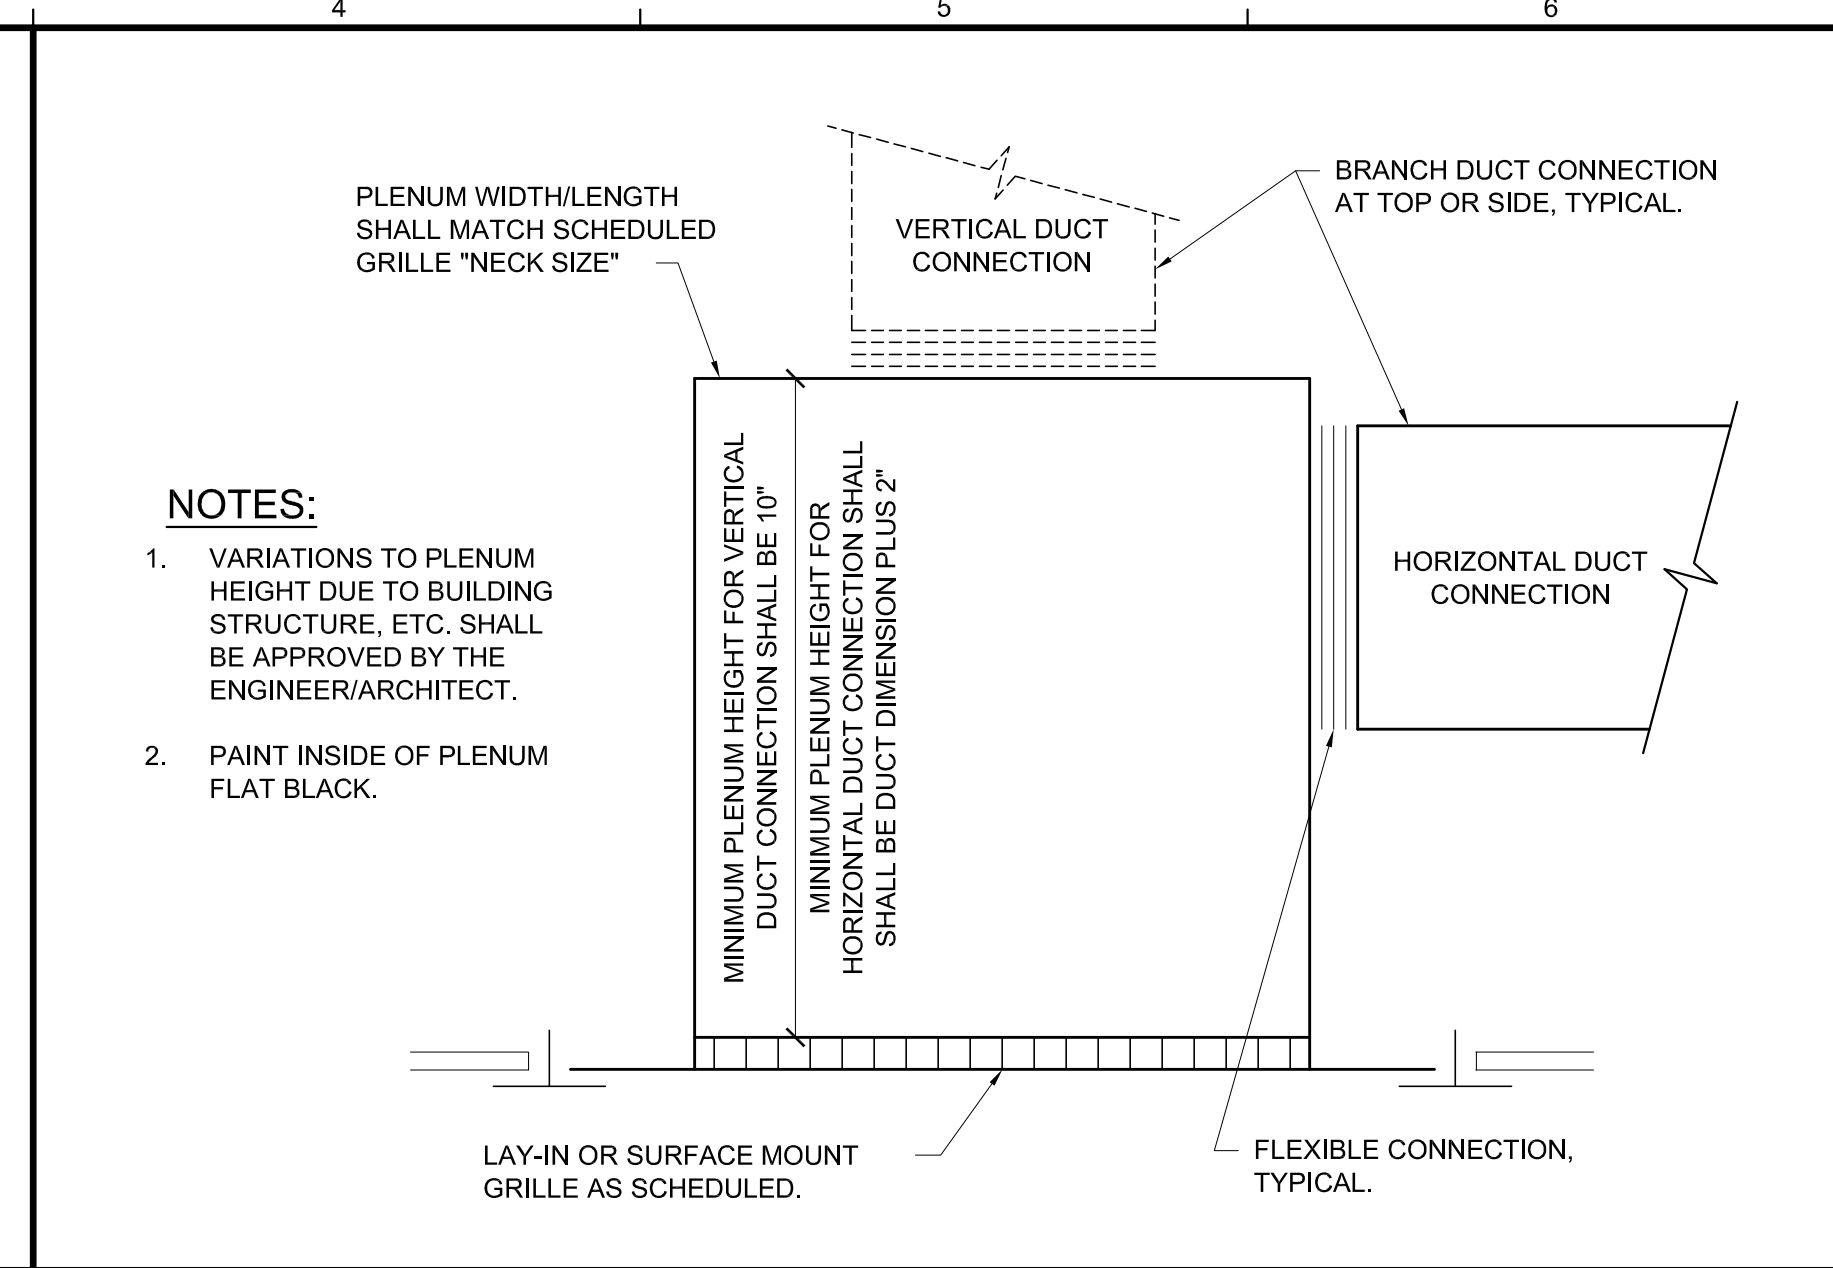 4 5 6
PLENUM WIDTH/LENGTH
SHALL MATCH SCHEDULED
GRILLE "NECK SIZE"
VERTICAL DUCT
CONNECTION
BRANCH DUCT CONNECTION
AT TOP OR SIDE, TYPICAL.
NOTES:
1. VARIATIONS TO PLENUM
HEIGHT DUE TO BUILDING
STRUCTURE, ETC. SHALL
BE APPROVED BY THE
ENGINEER/ARCHITECT.
2. PAINT INSIDE OF PLENUM
FLAT BLACK.
MINIMUM PLENUM HEIGHT FOR VERTICAL
DUCT CONNECTION SHALL BE 10"
MINIMUM PLENUM HEIGHT FOR
HORIZONTAL DUCT CONNECTION SHALL
SHALL BE DUCT DIMENSION PLUS 2"
HORIZONTAL DUCT
CONNECTION
LAY-IN OR SURFACE MOUNT
GRILLE AS SCHEDULED.
FLEXIBLE CONNECTION,
TYPICAL.